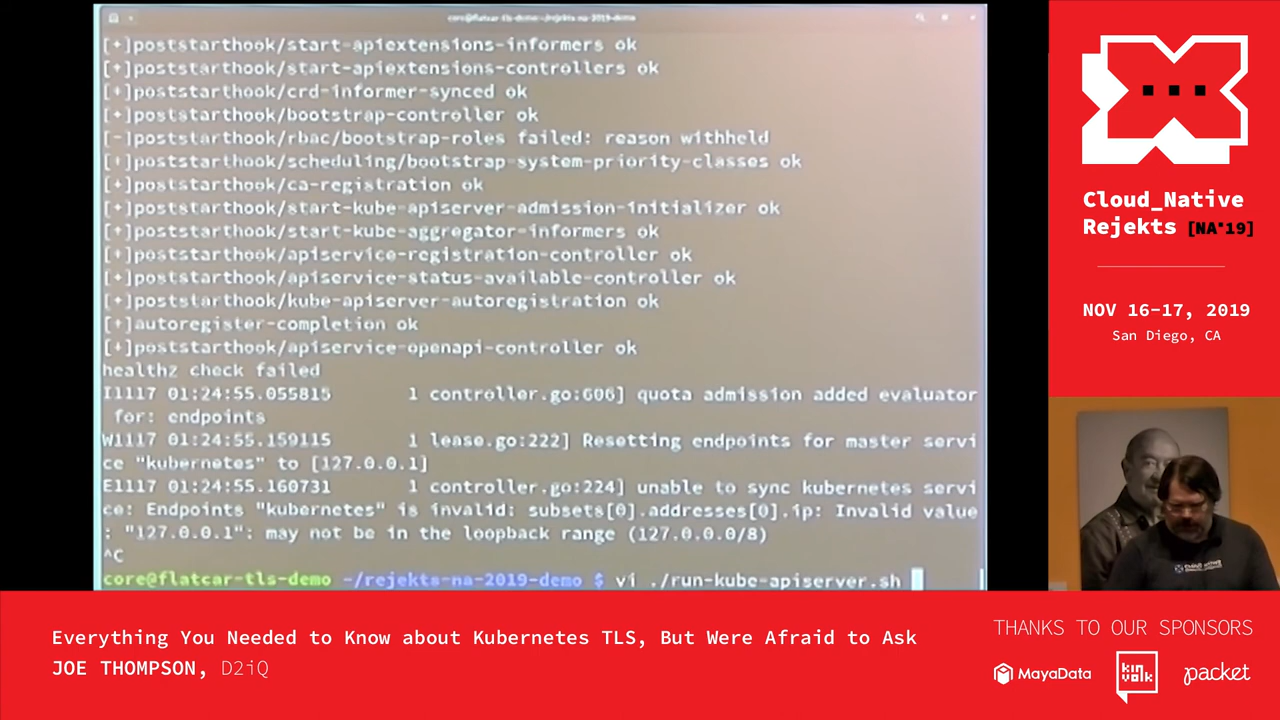 core@flatcar-tls-demo:~/rejekts-na-2019-demo
[+]poststarthook/start-apiextensions-informers ok
[+]poststarthook/start-apiextensions-controllers ok
[+]poststarthook/crd-informer-synced ok
[+]poststarthook/bootstrap-controller ok
[-]poststarthook/rbac/bootstrap-roles failed: reason withheld
[+]poststarthook/scheduling/bootstrap-system-priority-classes ok
[+]poststarthook/ca-registration ok
[+]poststarthook/start-kube-apiserver-admission-initializer ok
[+]poststarthook/start-kube-aggregator-informers ok
[+]poststarthook/apiservice-registration-controller ok
[+]poststarthook/apiservice-status-available-controller ok
[+]poststarthook/kube-apiserver-autoregistration ok
[+]autoregister-completion ok
[+]poststarthook/apiservice-openapi-controller ok
healthz check failed
I1117 01:24:55.055815 1 controller.go:606] quota admission added evaluator
for: endpoints
W1117 01:24:55.159115 1 lease.go:222] Resetting endpoints for master servi
ce "kubernetes" to [127.0.0.1]
E1117 01:24:55.160731 1 controller.go:224] unable to sync kubernetes servi
ce: Endpoints "kubernetes" is invalid: subsets[0].addresses[0].ip: Invalid value
: "127.0.0.1": may not be in the loopback range (127.0.0.0/8)
^C
core@flatcar-tls-demo ~/rejekts-na-2019-demo $ vi ./run-kube-apiserver.sh
Cloud_Native
Rejekts [NA'19]
NOV 16-17, 2019
San Diego, CA
CLOUD NATIVE
Everything You Needed to Know about Kubernetes TLS, But Were Afraid to Ask
JOE THOMPSON, D2iQ
THANKS TO OUR SPONSORS
MayaData
kinvolk
packet